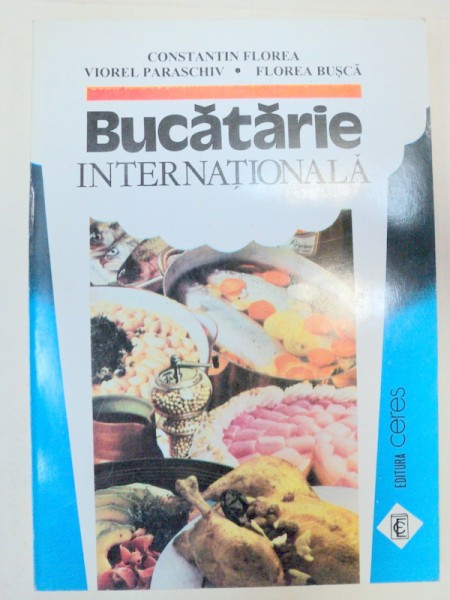 CONSTANTIN FLOREA
VIOREL PARASCHIV • FLOREA BUȘCĂ
Bucătărie
INTERNAȚIONALĂ
EDITURA ceres